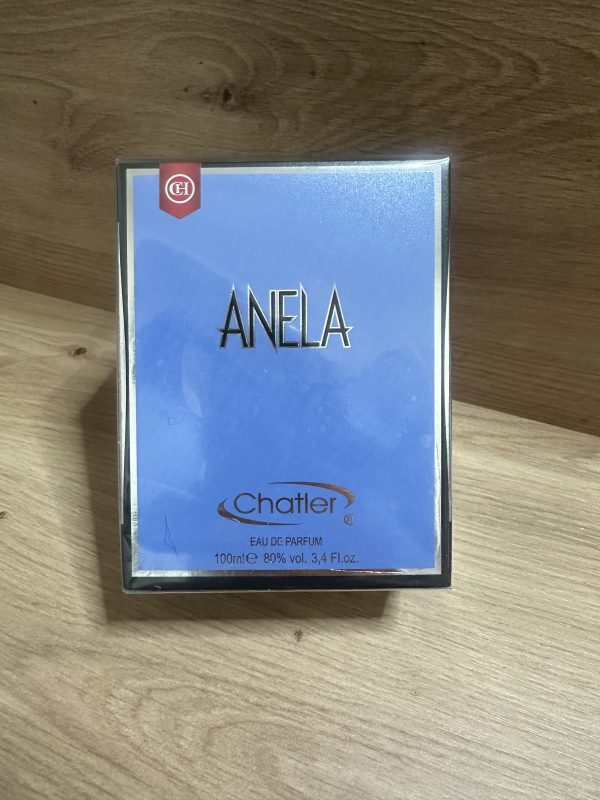 CH
ANELA
Chatler®
EAU DE PARFUM
100ml℮ 80% vol. 3,4 Fl.oz.